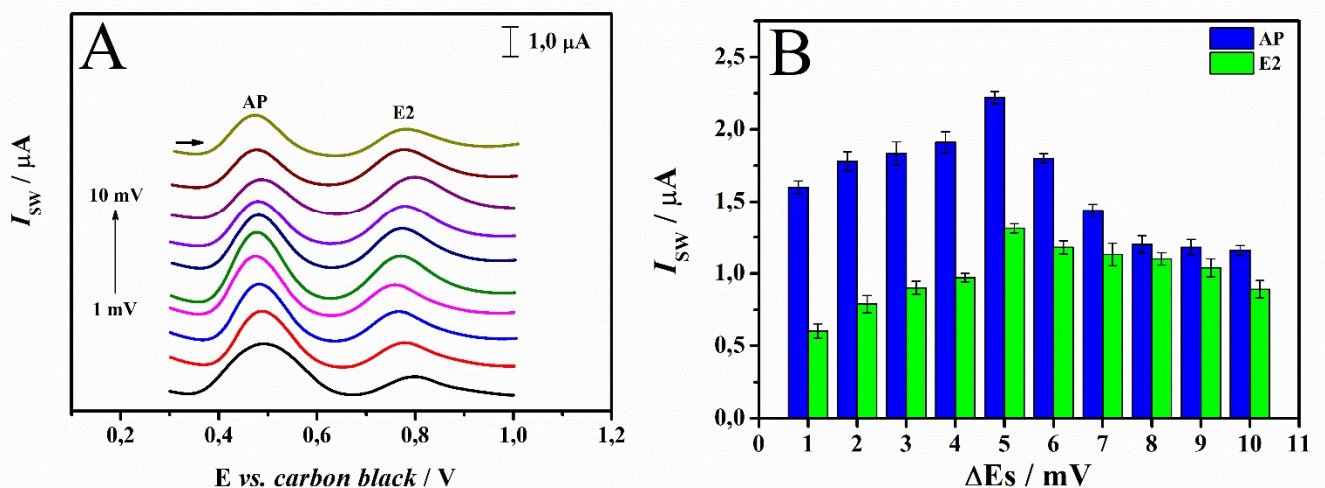 A
1,0 µA
AP
E2
10 mV
1 mV
I_SW / µA
0,2 0,4 0,6 0,8 1,0 1,2
E vs. carbon black / V
B
AP
E2
2,5
2,0
1,5
1,0
0,5
0,0
I_SW / µA
0 1 2 3 4 5 6 7 8 9 10 11
ΔEs / mV